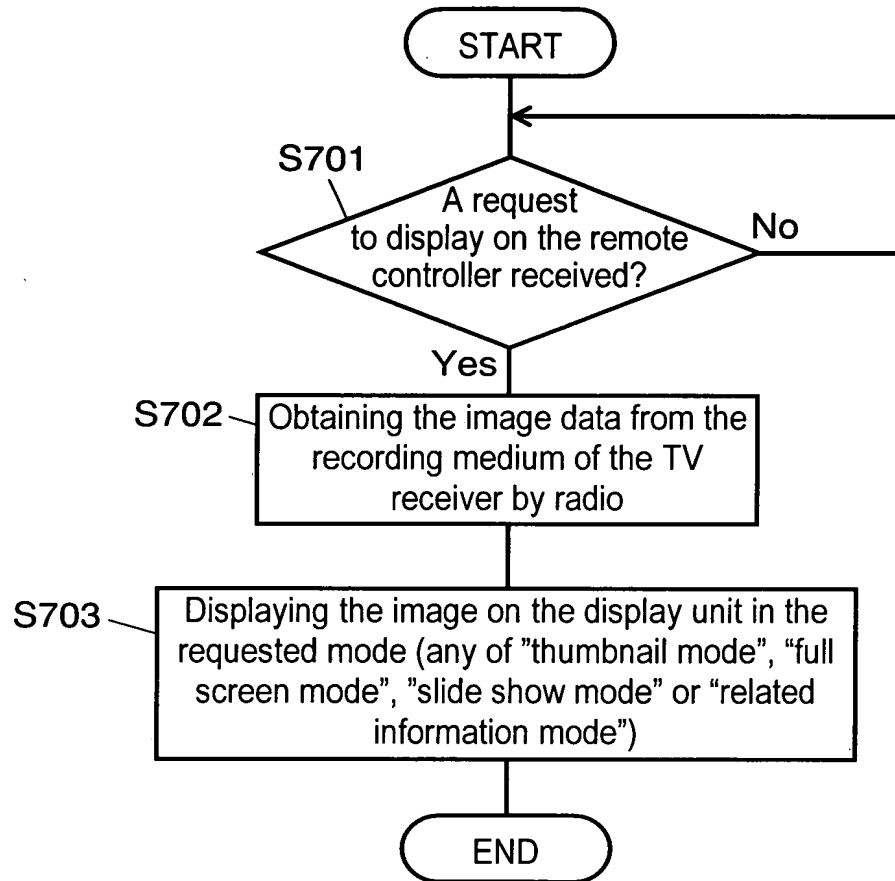 START
S701
A request
to display on the remote
controller received?
No
Yes
S702
Obtaining the image data from the
recording medium of the TV
receiver by radio
S703
Displaying the image on the display unit in the
requested mode (any of ”thumbnail mode”, “full
screen mode”, ”slide show mode” or “related
information mode”)
END